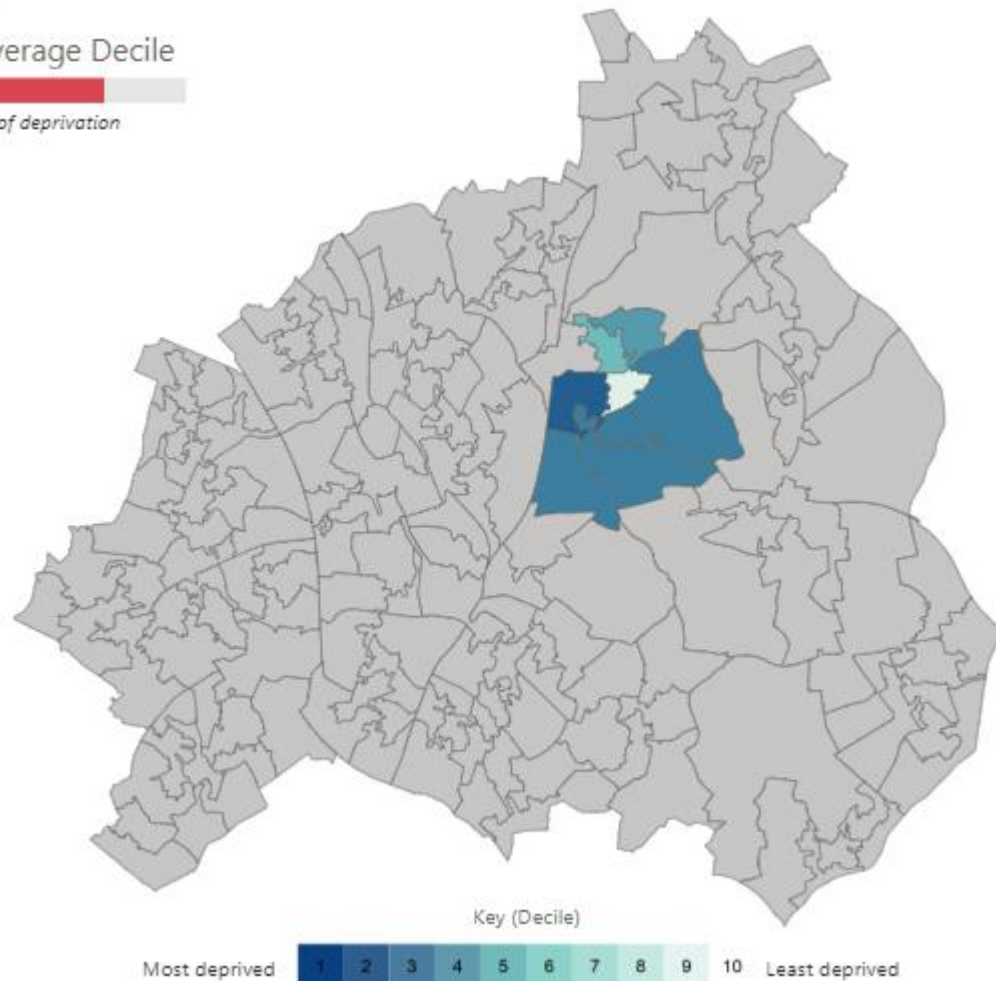 verage Decile
of deprivation
Key (Decile)
Most deprived 1 2 3 4 5 6 7 8 9 10 Least deprived